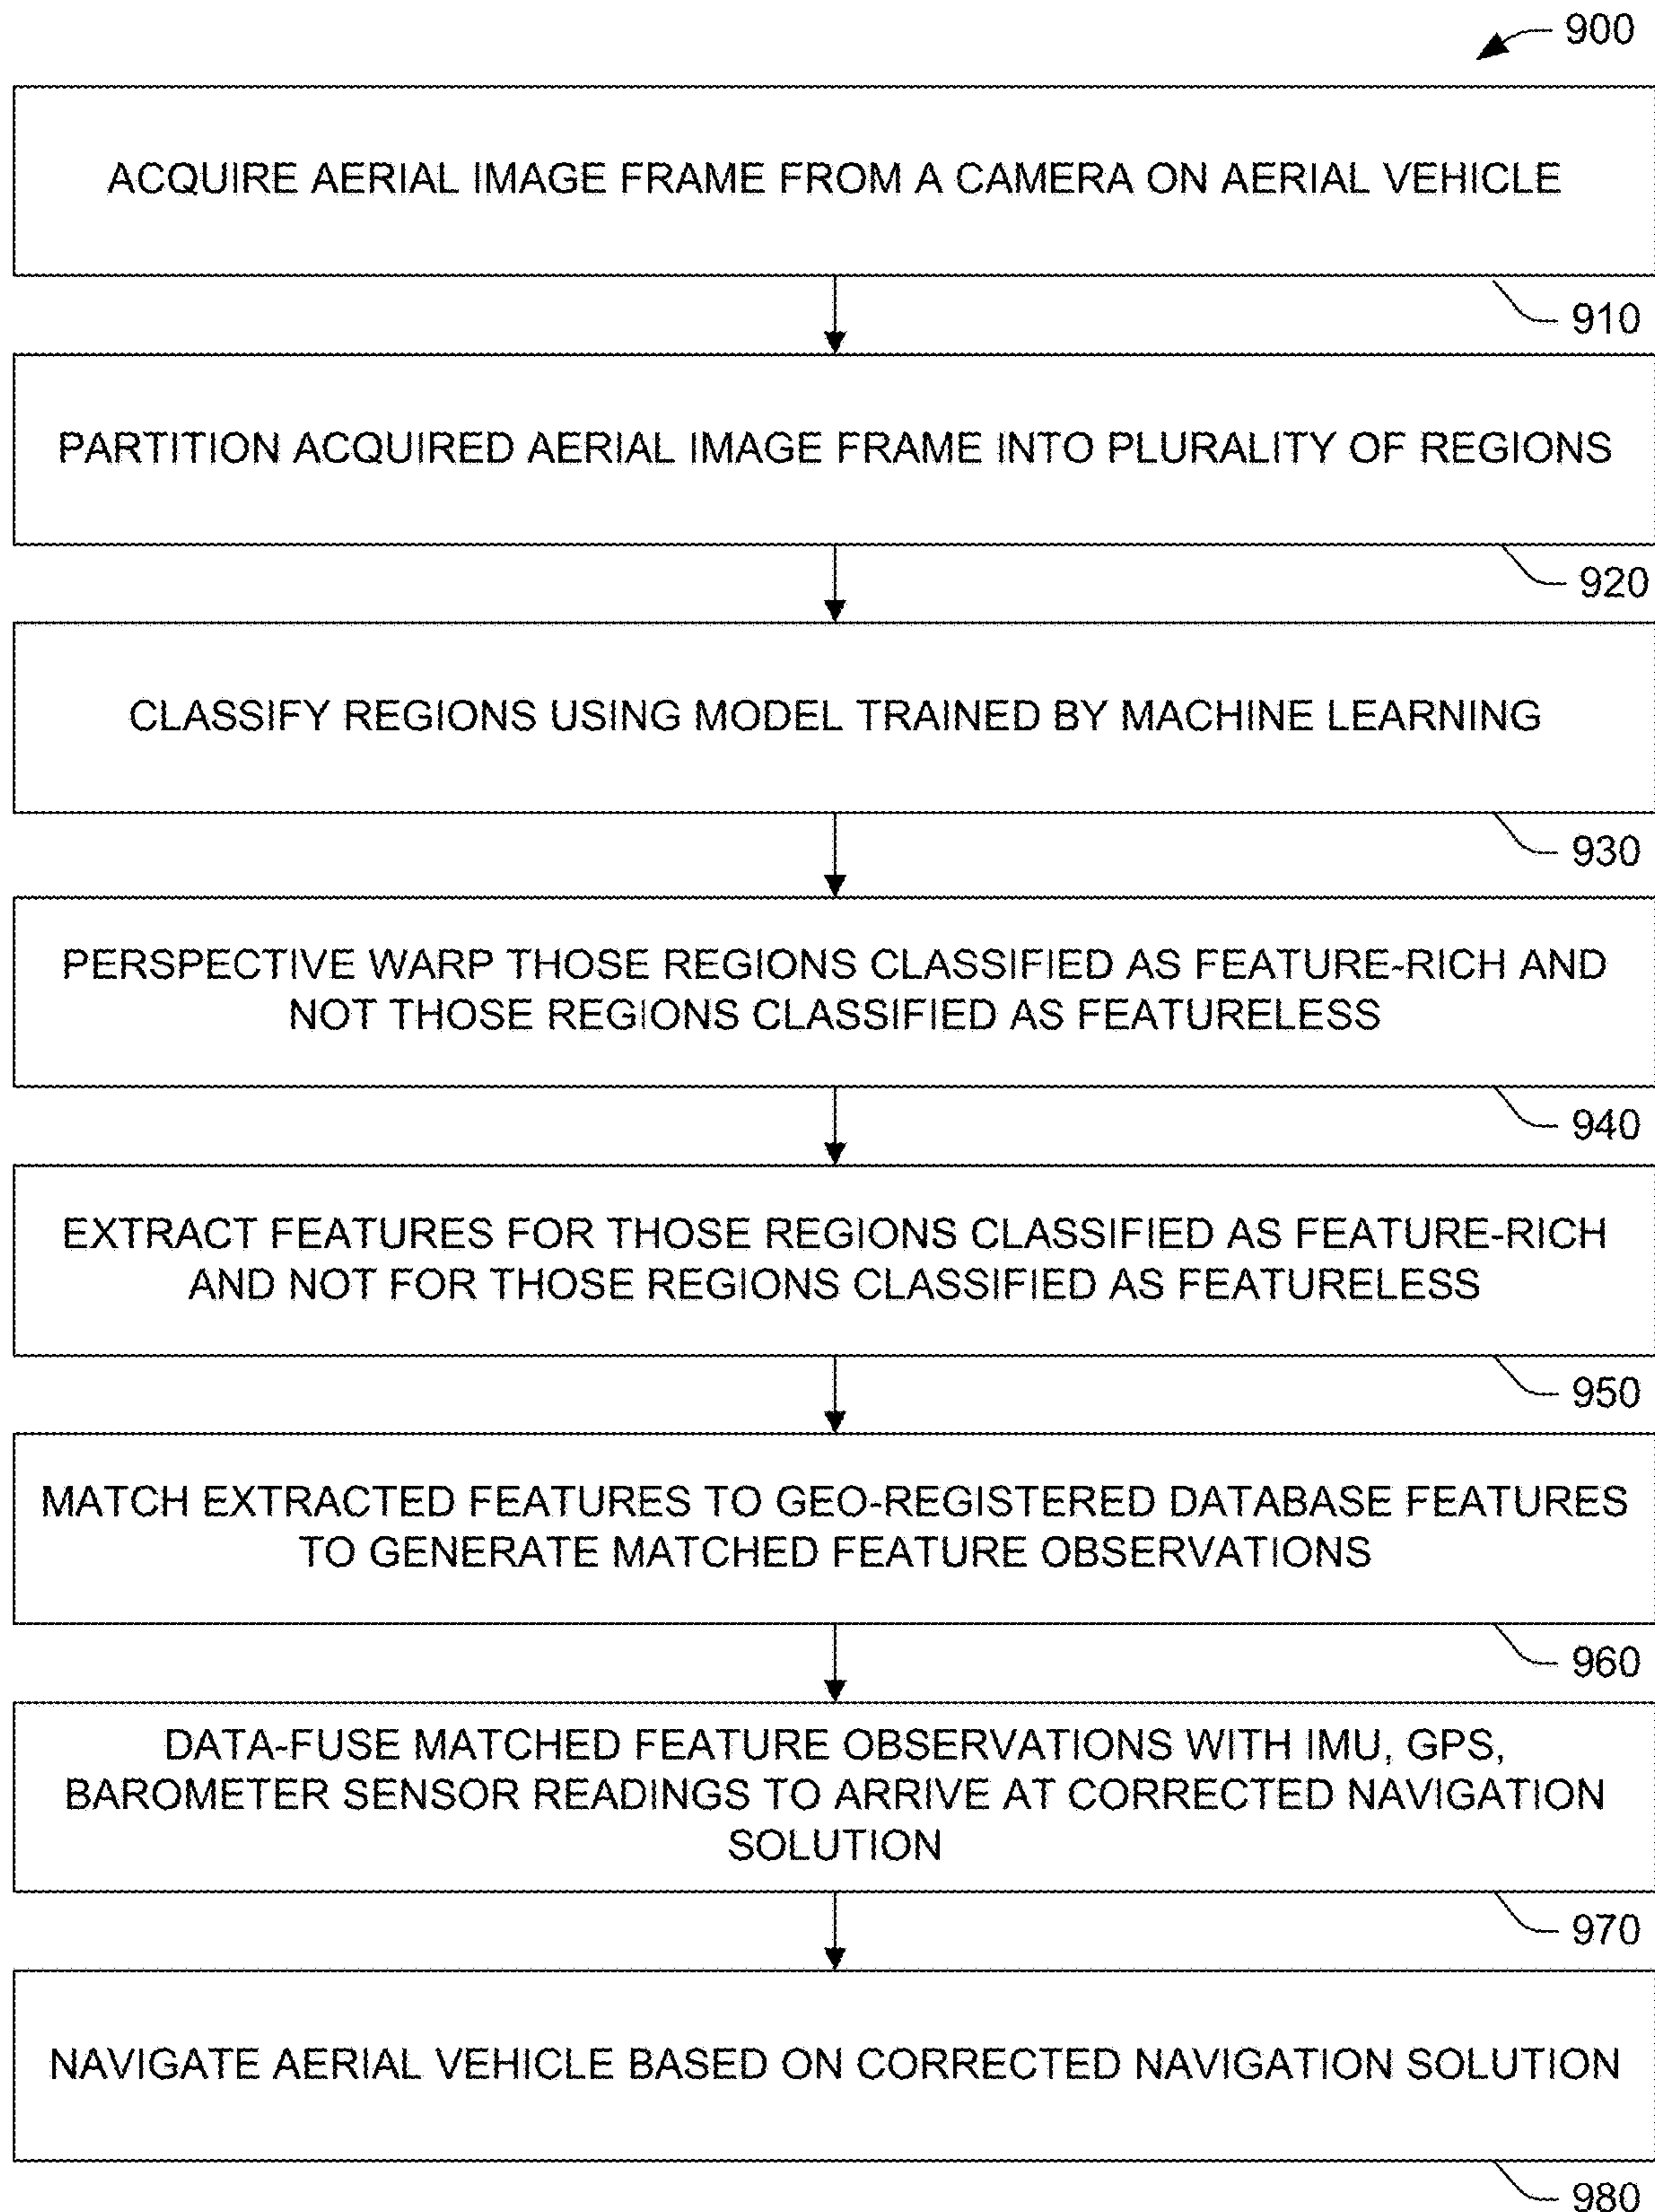 900
ACQUIRE AERIAL IMAGE FRAME FROM A CAMERA ON AERIAL VEHICLE
910
PARTITION ACQUIRED AERIAL IMAGE FRAME INTO PLURALITY OF REGIONS
920
CLASSIFY REGIONS USING MODEL TRAINED BY MACHINE LEARNING
930
PERSPECTIVE WARP THOSE REGIONS CLASSIFIED AS FEATURE-RICH AND
NOT THOSE REGIONS CLASSIFIED AS FEATURELESS
940
EXTRACT FEATURES FOR THOSE REGIONS CLASSIFIED AS FEATURE-RICH
AND NOT FOR THOSE REGIONS CLASSIFIED AS FEATURELESS
950
MATCH EXTRACTED FEATURES TO GEO-REGISTERED DATABASE FEATURES
TO GENERATE MATCHED FEATURE OBSERVATIONS
960
DATA-FUSE MATCHED FEATURE OBSERVATIONS WITH IMU, GPS,
BAROMETER SENSOR READINGS TO ARRIVE AT CORRECTED NAVIGATION
SOLUTION
970
NAVIGATE AERIAL VEHICLE BASED ON CORRECTED NAVIGATION SOLUTION
980